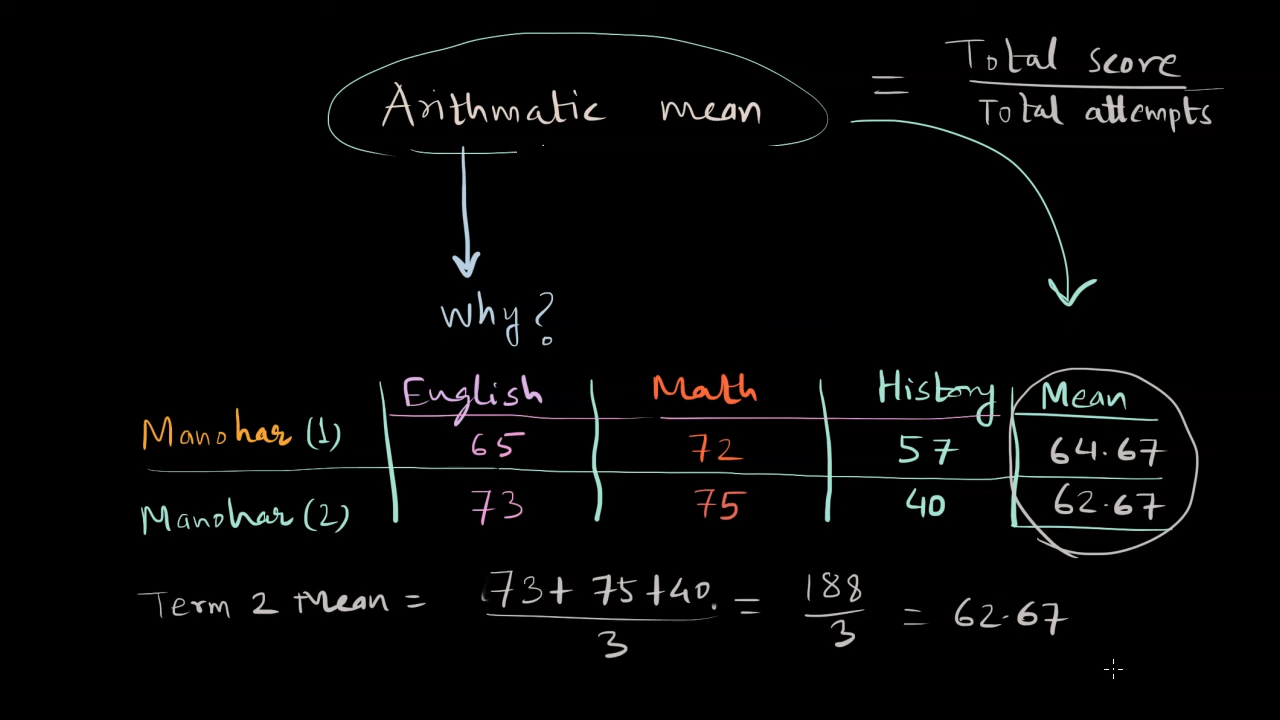 Arithmatic mean = Total score / Total attempts
Why?
English Math History Mean
Manohar (1) 65 72 57 64.67
Manohar (2) 73 75 40 62.67
Term 2 Mean = 73 + 75 + 40. / 3 = 188 / 3 = 62.67